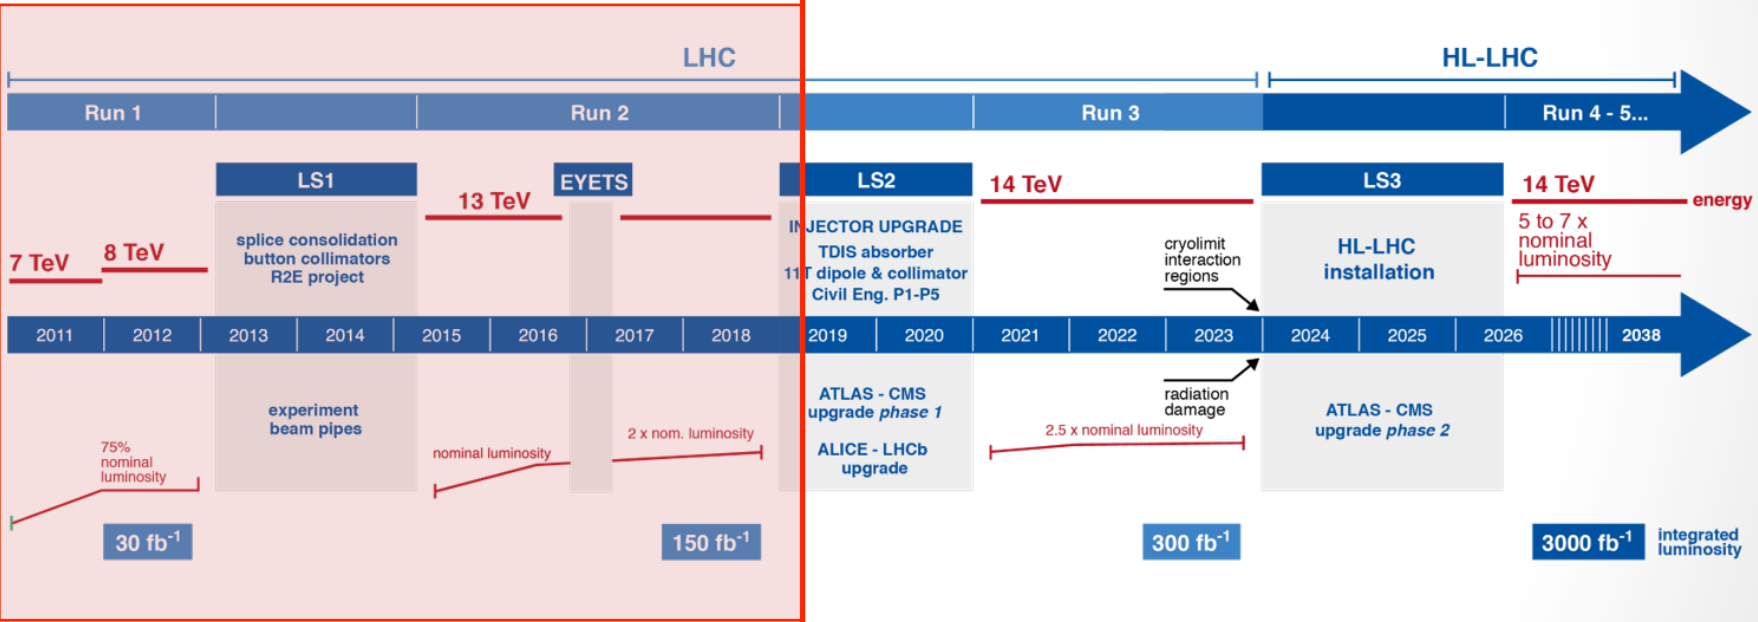 LHC
HL-LHC
Run 1
Run 2
Run 3
Run 4 - 5...
LS1
EYETS
LS2
14 TeV
LS3
14 TeV
energy
13 TeV
7 TeV
8 TeV
splice consolidation
button collimators
R2E project
INJECTOR UPGRADE
TDIS absorber
11T dipole & collimator
Civil Eng. P1-P5
cryolimit
interaction
regions
HL-LHC
installation
5 to 7 x
nominal
luminosity
2011 2012 2013 2014 2015 2016 2017 2018 2019 2020 2021 2022 2023 2024 2025 2026 2038
experiment
beam pipes
ATLAS - CMS
upgrade phase 1
ALICE - LHCb
upgrade
radiation
damage
ATLAS - CMS
upgrade phase 2
75%
nominal
luminosity
nominal luminosity
2 x nom. luminosity
2.5 x nominal luminosity
30 fb⁻¹
150 fb⁻¹
300 fb⁻¹
3000 fb⁻¹
integrated
luminosity